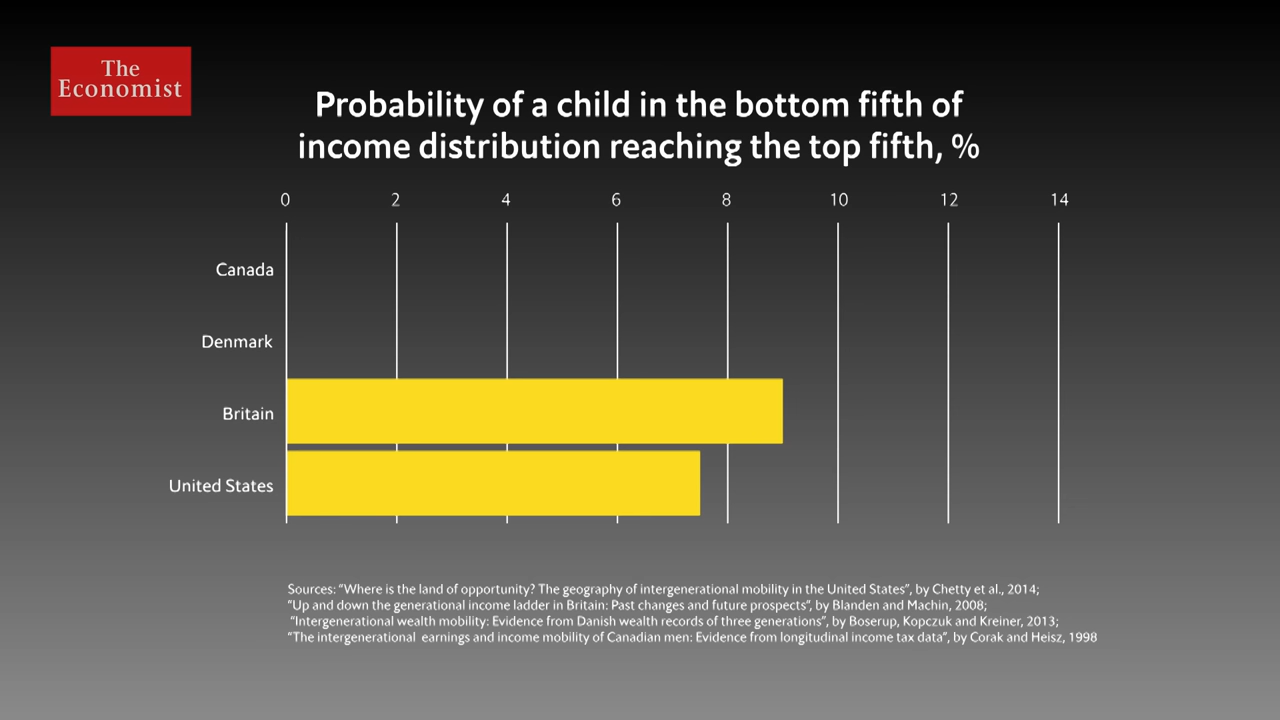 The
Economist
Probability of a child in the bottom fifth of
income distribution reaching the top fifth, %
0 2 4 6 8 10 12 14
Canada
Denmark
Britain
United States
Sources: “Where is the land of opportunity? The geography of intergenerational mobility in the United States”, by Chetty et al., 2014;
“Up and down the generational income ladder in Britain: Past changes and future prospects”, by Blanden and Machin, 2008;
“Intergenerational wealth mobility: Evidence from Danish wealth records of three generations”, by Boserup, Kopczuk and Kreiner, 2013;
“The intergenerational earnings and income mobility of Canadian men: Evidence from longitudinal income tax data”, by Corak and Heisz, 1998